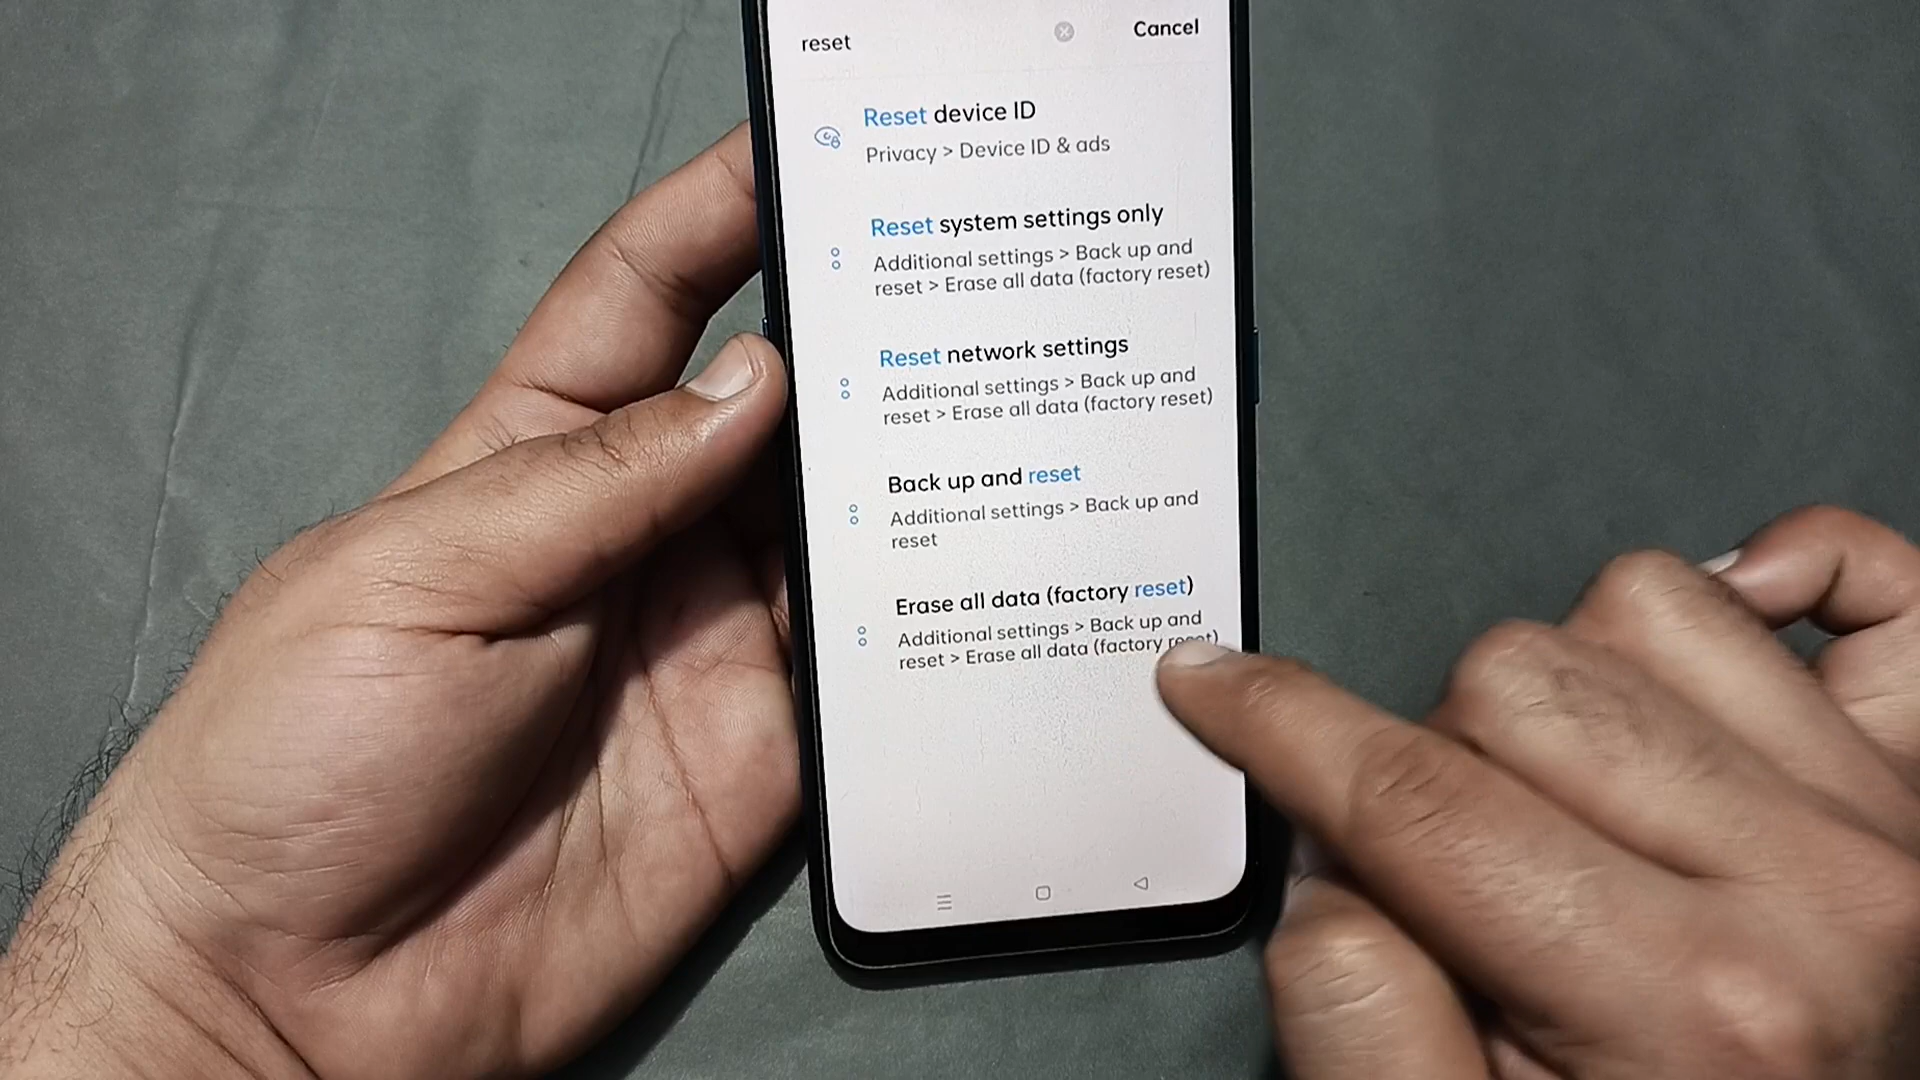 reset
Cancel
Reset device ID
Privacy > Device ID & ads
Reset system settings only
Additional settings > Back up and
reset > Erase all data (factory reset)
Reset network settings
Additional settings > Back up and
reset > Erase all data (factory reset)
Back up and reset
Additional settings > Back up and
reset
Erase all data (factory reset)
Additional settings > Back up and
reset > Erase all data (factory reset)